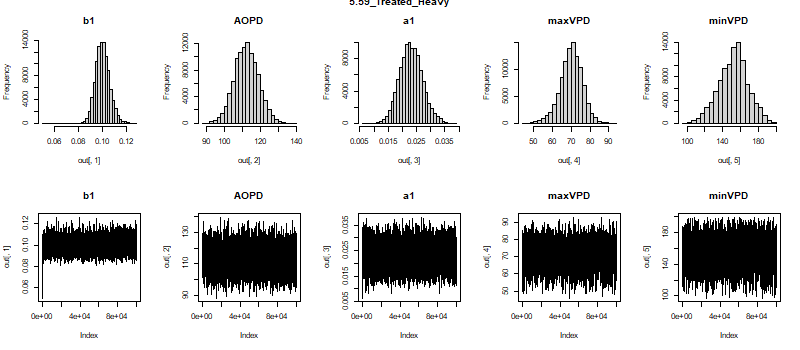 5.59_Treated_Heavy
b1 AOPD a1 maxVPD minVPD
Frequency 0 4000 8000 14000
0.06 0.08 0.10 0.12
out[, 1]
Frequency 0 4000 8000 12000
90 100 120 140
out[, 2]
Frequency 0 4000 8000
0.005 0.015 0.025 0.035
out[, 3]
Frequency 0 5000 10000
50 60 70 80 90
out[, 4]
Frequency 0 4000 8000 14000
100 140 180
out[, 5]
b1 AOPD a1 maxVPD minVPD
out[, 1] 0.06 0.08 0.10 0.12
0e+00 4e+04 8e+04
Index
out[, 2] 90 110 130
0e+00 4e+04 8e+04
Index
out[, 3] 0.005 0.015 0.025 0.035
0e+00 4e+04 8e+04
Index
out[, 4] 50 60 70 80 90
0e+00 4e+04 8e+04
Index
out[, 5] 100 140 180
0e+00 4e+04 8e+04
Index